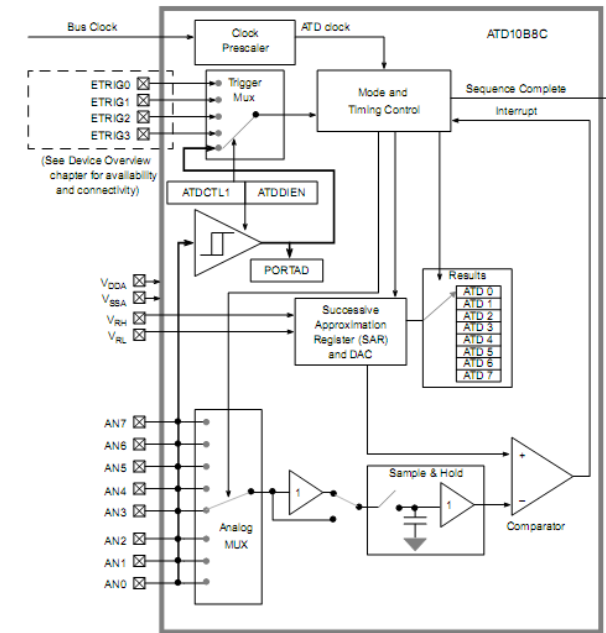 Bus Clock
Clock
Prescaler
ATD clock
ATD10B8C
ETRIG0
ETRIG1
ETRIG2
ETRIG3
(See Device Overview
chapter for availability
and connectivity)
Trigger
Mux
Mode and
Timing Control
Sequence Complete
Interrupt
ATDCTL1
ATDDIEN
PORTAD
VDDA
VSSA
VRH
VRL
Successive
Approximation
Register (SAR)
and DAC
Results
ATD 0
ATD 1
ATD 2
ATD 3
ATD 4
ATD 5
ATD 6
ATD 7
AN7
AN6
AN5
AN4
AN3
AN2
AN1
AN0
Analog
MUX
1
Sample & Hold
1
+
–
Comparator